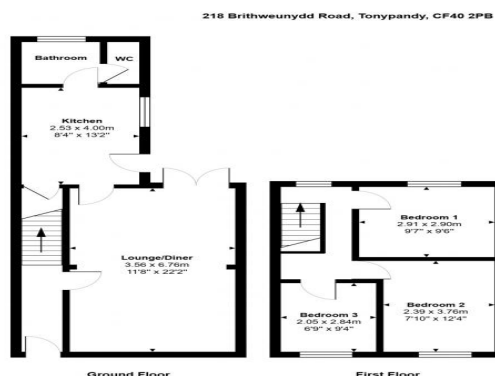 218 Brithweunydd Road, Tonypandy, CF40 2PB
Bathroom
WC
Kitchen
2.53 x 4.00m
8'4" x 13'2"
Lounge/Diner
3.56 x 6.76m
11'8" x 22'2"
Ground Floor
Bedroom 1
2.91 x 2.90m
9'7" x 9'6"
Bedroom 2
2.39 x 3.76m
7'10" x 12'4"
Bedroom 3
2.05 x 2.84m
6'9" x 9'4"
First Floor